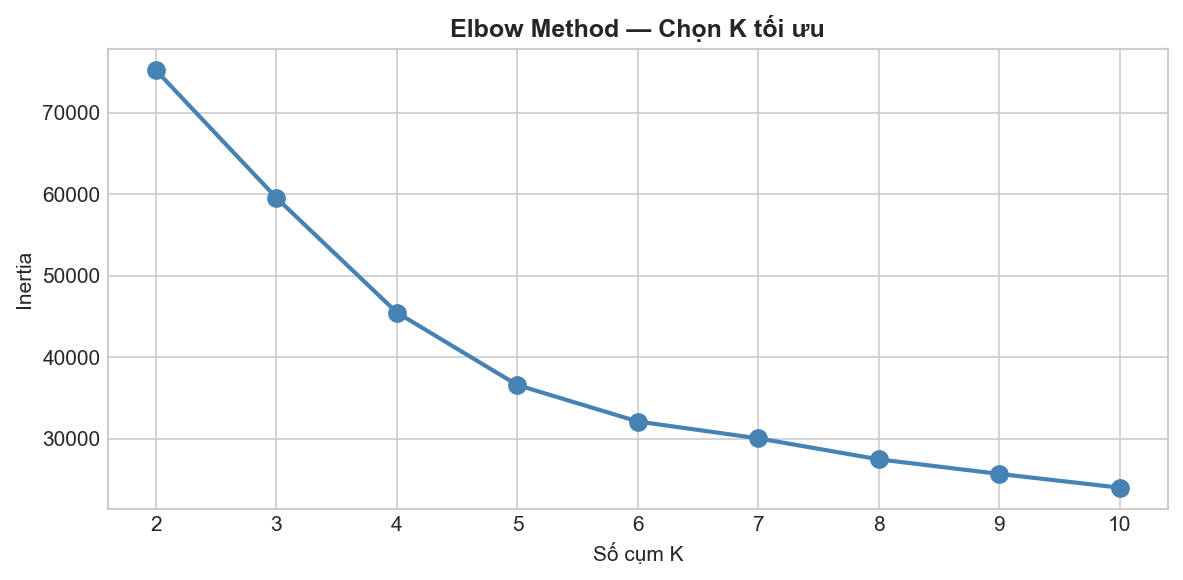 Elbow Method — Chọn K tối ưu
Inertia
70000
60000
50000
40000
30000
2 3 4 5 6 7 8 9 10
Số cụm K